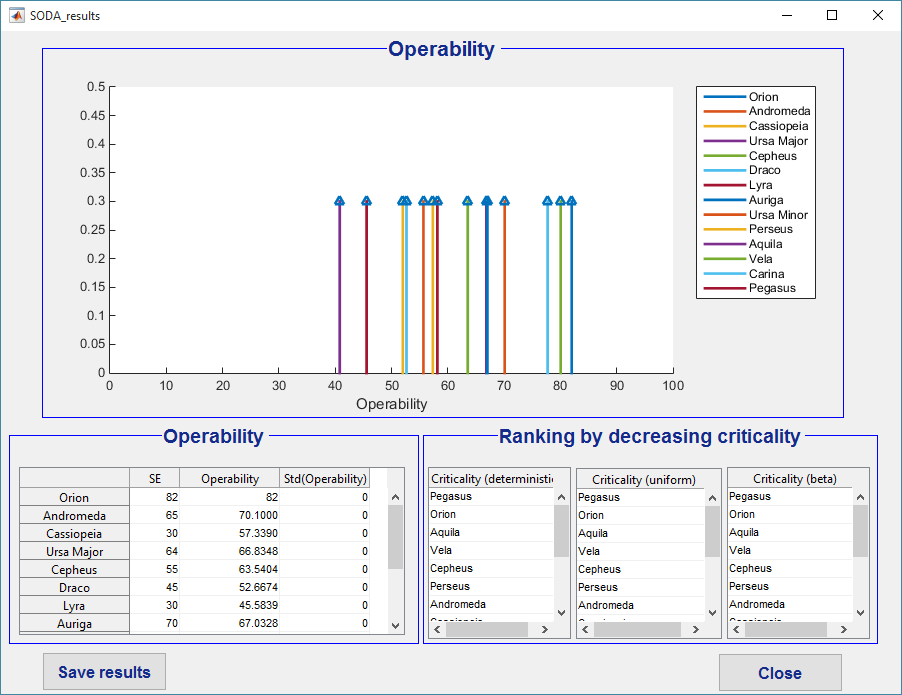 SODA_results
Operability
0.5
0.45
0.4
0.35
0.3
0.25
0.2
0.15
0.1
0.05
0
0 10 20 30 40 50 60 70 80 90 100
Operability
Orion
Andromeda
Cassiopeia
Ursa Major
Cepheus
Draco
Lyra
Auriga
Ursa Minor
Perseus
Aquila
Vela
Carina
Pegasus
Operability
SE Operability Std(Operability)
Orion 82 82 0
Andromeda 65 70.1000 0
Cassiopeia 30 57.3390 0
Ursa Major 64 66.8348 0
Cepheus 55 63.5404 0
Draco 45 52.6674 0
Lyra 30 45.5839 0
Auriga 70 67.0328 0
Ranking by decreasing criticality
Criticality (deterministic
Pegasus
Orion
Aquila
Vela
Cepheus
Perseus
Andromeda
Criticality (uniform)
Pegasus
Orion
Aquila
Vela
Cepheus
Perseus
Andromeda
Criticality (beta)
Pegasus
Orion
Aquila
Vela
Cepheus
Perseus
Andromeda
Save results
Close